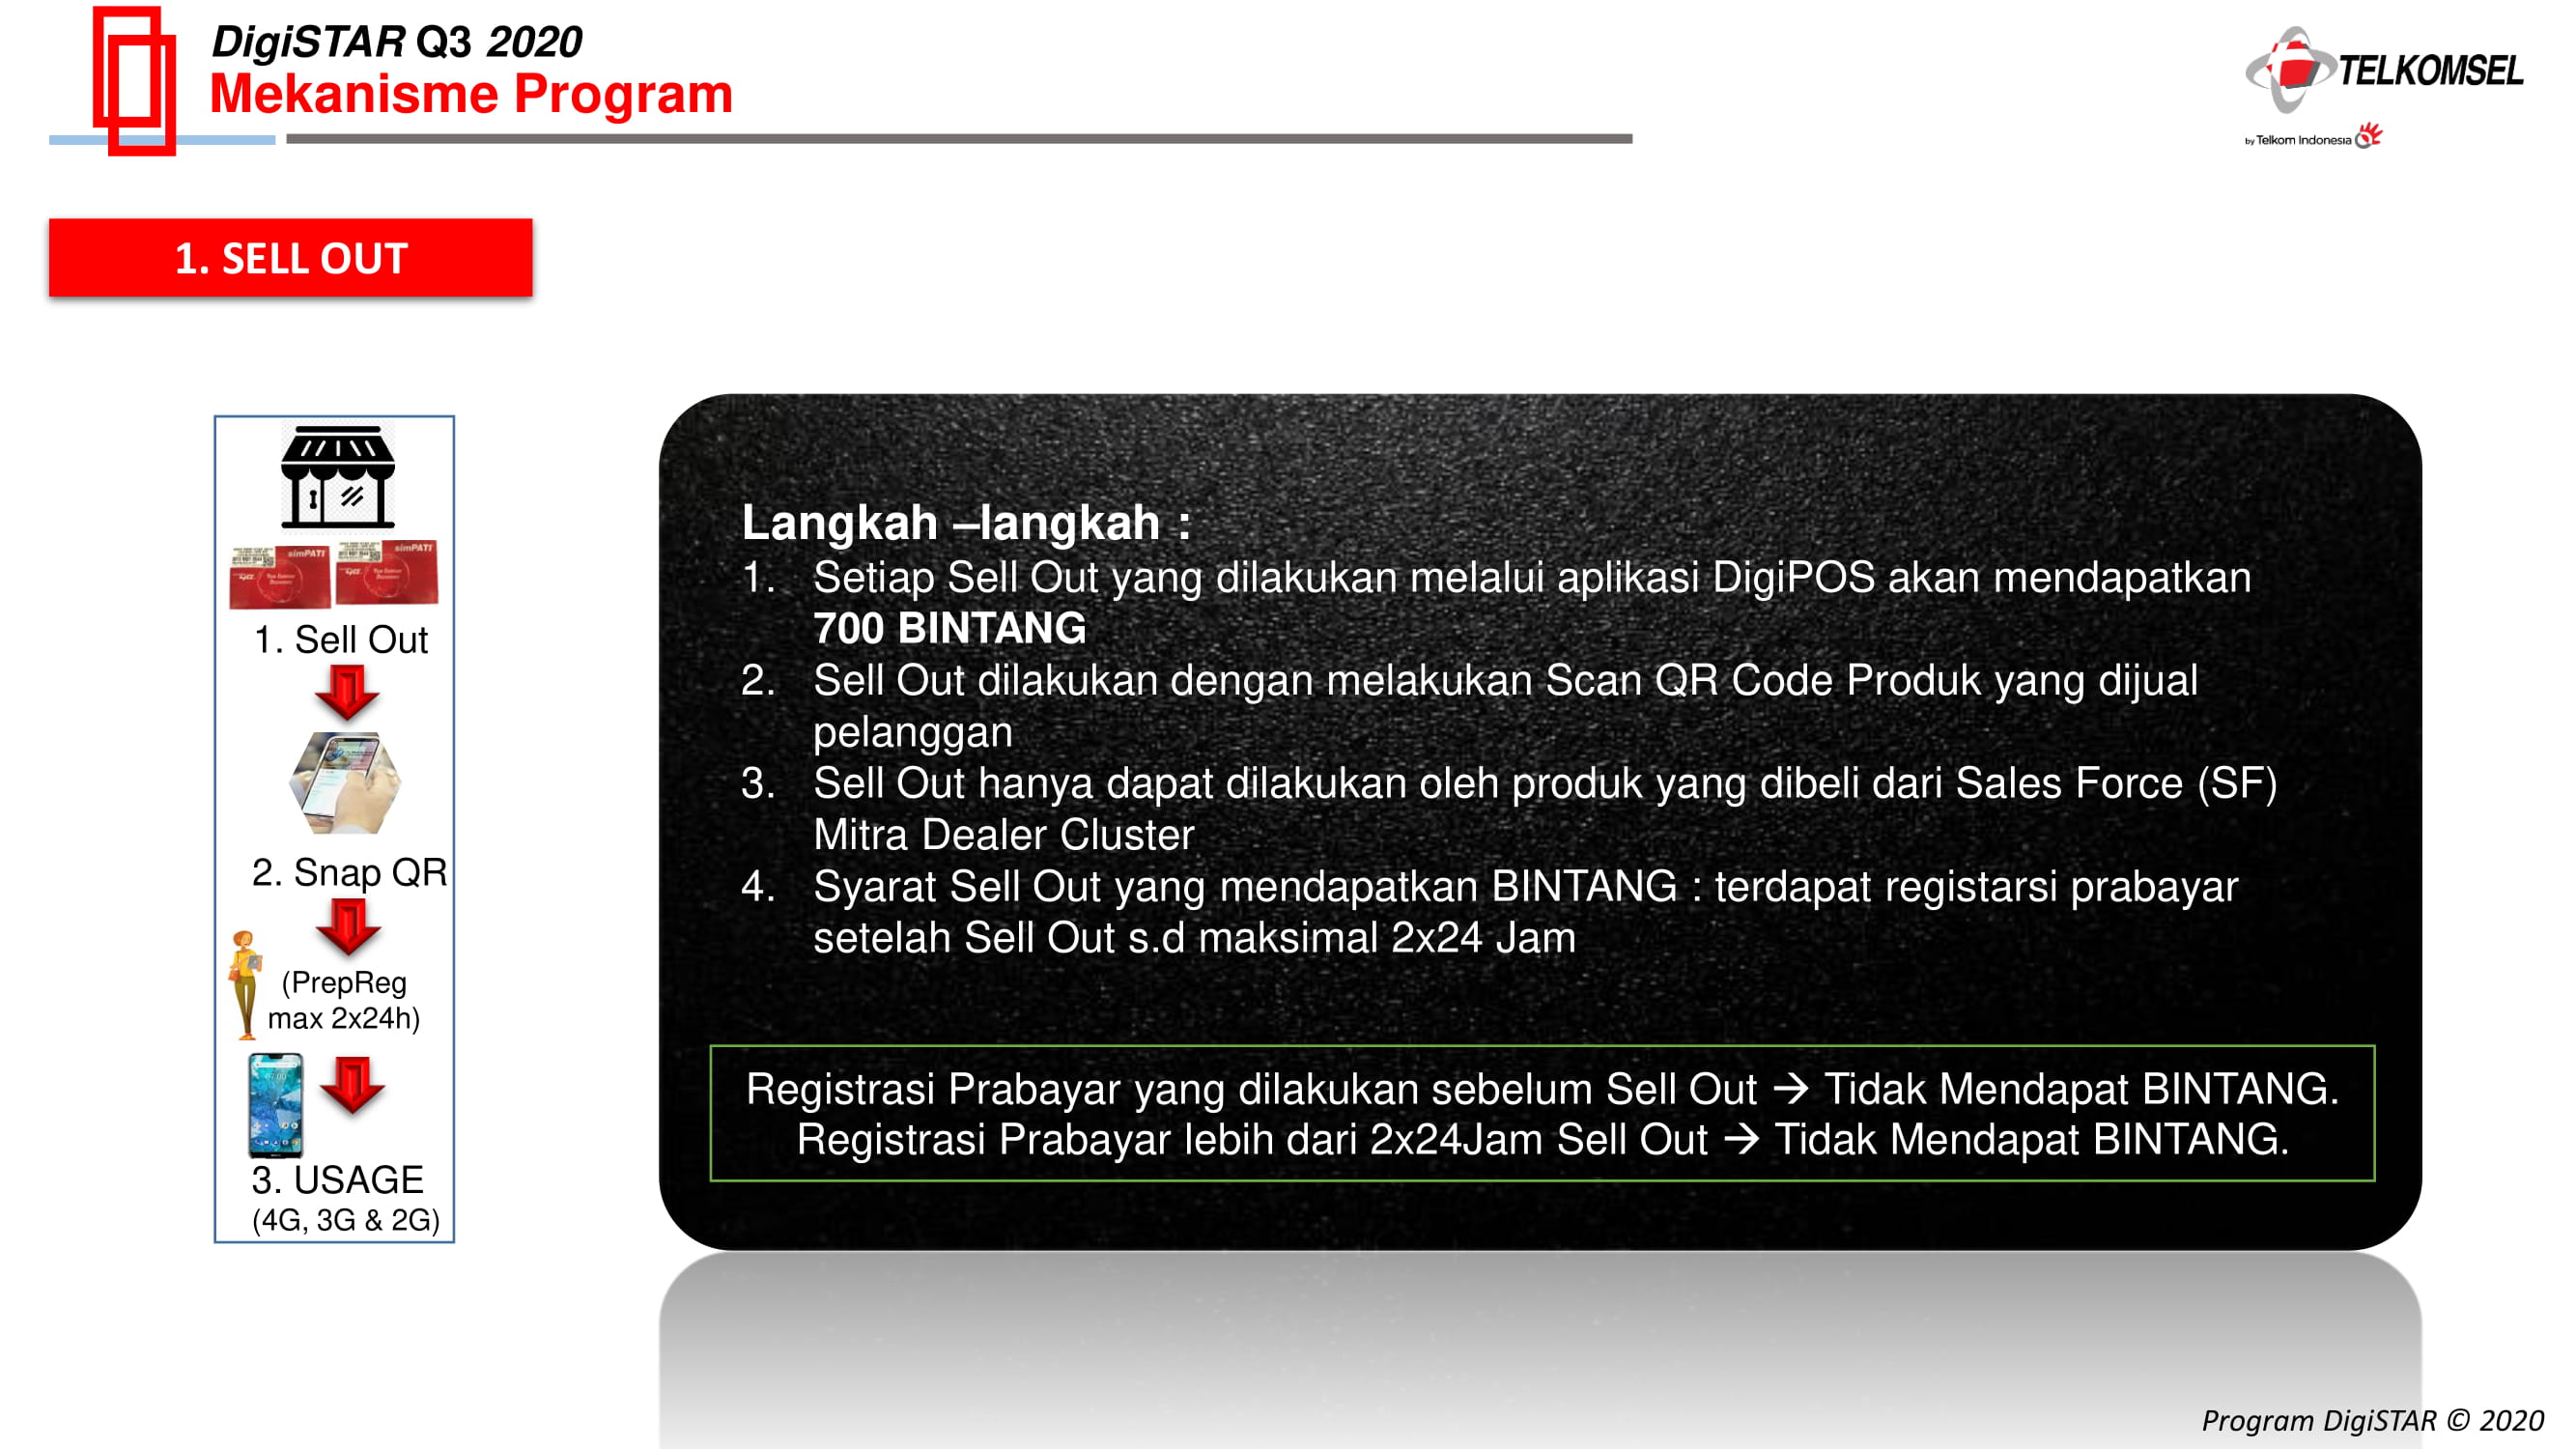 DigiSTAR Q3 2020
Mekanisme Program
TELKOMSEL
by Telkom Indonesia
1. SELL OUT
simPATI
simPATI
1. Sell Out
2. Snap QR
(PrepReg
max 2x24h)
3. USAGE
(4G, 3G & 2G)
Langkah –langkah :
1. Setiap Sell Out yang dilakukan melalui aplikasi DigiPOS akan mendapatkan
700 BINTANG
2. Sell Out dilakukan dengan melakukan Scan QR Code Produk yang dijual
pelanggan
3. Sell Out hanya dapat dilakukan oleh produk yang dibeli dari Sales Force (SF)
Mitra Dealer Cluster
4. Syarat Sell Out yang mendapatkan BINTANG : terdapat registarsi prabayar
setelah Sell Out s.d maksimal 2x24 Jam
Registrasi Prabayar yang dilakukan sebelum Sell Out → Tidak Mendapat BINTANG.
Registrasi Prabayar lebih dari 2x24Jam Sell Out → Tidak Mendapat BINTANG.
Program DigiSTAR © 2020